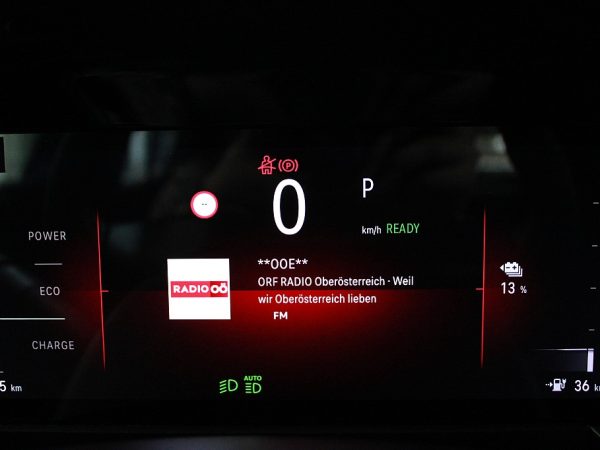 P
0
--
km/h READY
POWER
**OOE**
ORF RADIO Oberösterreich · Weil
wir Oberösterreich lieben
FM
RADIO OÖ
ECO
13 %
CHARGE
5 km
AUTO
36 km